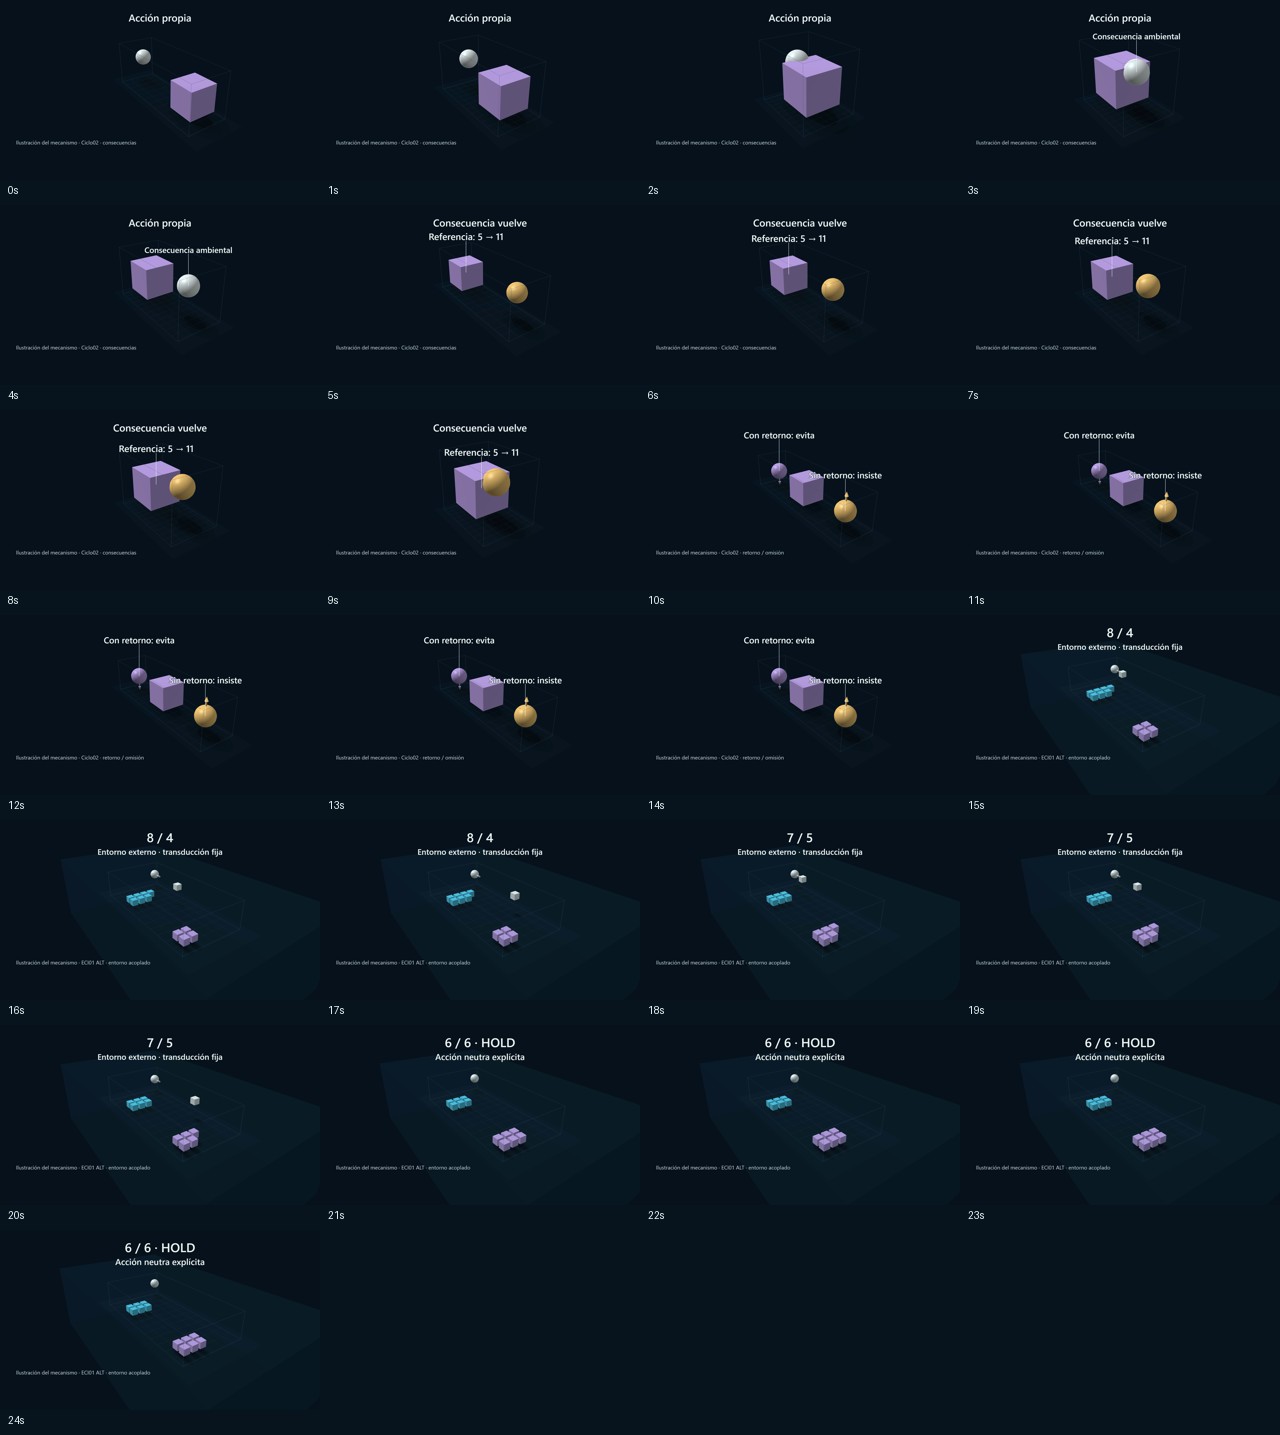 Acción propia
Ilustración del mecanismo · Ciclo02 · consecuencias
0s
Acción propia
Ilustración del mecanismo · Ciclo02 · consecuencias
1s
Acción propia
Ilustración del mecanismo · Ciclo02 · consecuencias
2s
Acción propia
Consecuencia ambiental
Ilustración del mecanismo · Ciclo02 · consecuencias
3s
Acción propia
Consecuencia ambiental
Ilustración del mecanismo · Ciclo02 · consecuencias
4s
Consecuencia vuelve
Referencia: 5 → 11
Ilustración del mecanismo · Ciclo02 · consecuencias
5s
Consecuencia vuelve
Referencia: 5 → 11
Ilustración del mecanismo · Ciclo02 · consecuencias
6s
Consecuencia vuelve
Referencia: 5 → 11
Ilustración del mecanismo · Ciclo02 · consecuencias
7s
Consecuencia vuelve
Referencia: 5 → 11
Ilustración del mecanismo · Ciclo02 · consecuencias
8s
Consecuencia vuelve
Referencia: 5 → 11
Ilustración del mecanismo · Ciclo02 · consecuencias
9s
Con retorno: evita
Sin retorno: insiste
Ilustración del mecanismo · Ciclo02 · retorno / omisión
10s
Con retorno: evita
Sin retorno: insiste
Ilustración del mecanismo · Ciclo02 · retorno / omisión
11s
Con retorno: evita
Sin retorno: insiste
Ilustración del mecanismo · Ciclo02 · retorno / omisión
12s
Con retorno: evita
Sin retorno: insiste
Ilustración del mecanismo · Ciclo02 · retorno / omisión
13s
Con retorno: evita
Sin retorno: insiste
Ilustración del mecanismo · Ciclo02 · retorno / omisión
14s
8 / 4
Entorno externo · transducción fija
Ilustración del mecanismo · ECI01 ALT · entorno acoplado
15s
8 / 4
Entorno externo · transducción fija
Ilustración del mecanismo · ECI01 ALT · entorno acoplado
16s
8 / 4
Entorno externo · transducción fija
Ilustración del mecanismo · ECI01 ALT · entorno acoplado
17s
7 / 5
Entorno externo · transducción fija
Ilustración del mecanismo · ECI01 ALT · entorno acoplado
18s
7 / 5
Entorno externo · transducción fija
Ilustración del mecanismo · ECI01 ALT · entorno acoplado
19s
7 / 5
Entorno externo · transducción fija
Ilustración del mecanismo · ECI01 ALT · entorno acoplado
20s
6 / 6 · HOLD
Acción neutra explícita
Ilustración del mecanismo · ECI01 ALT · entorno acoplado
21s
6 / 6 · HOLD
Acción neutra explícita
Ilustración del mecanismo · ECI01 ALT · entorno acoplado
22s
6 / 6 · HOLD
Acción neutra explícita
Ilustración del mecanismo · ECI01 ALT · entorno acoplado
23s
6 / 6 · HOLD
Acción neutra explícita
Ilustración del mecanismo · ECI01 ALT · entorno acoplado
24s